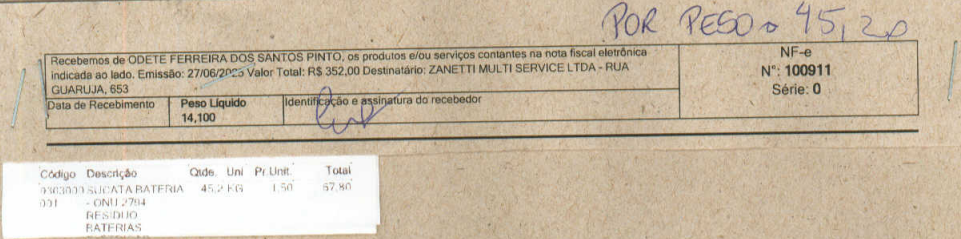 POR PESO 45,20
Recebemos de ODETE FERREIRA DOS SANTOS PINTO, os produtos e/ou serviços contantes na nota fiscal eletrônica
indicada ao lado. Emissão: 27/06/2025 Valor Total: R$ 352,00 Destinatário: ZANETTI MULTI SERVICE LTDA - RUA
GUARUJA, 653
NF-e
N°: 100911
Série: 0
Data de Recebimento
Peso Líquido
14,100
Identificação e assinatura do recebedor
Código Descrição Qtde. Uni Pr.Unit. Total
0303000 SUCATA BATERIA 45,2 KG 1,50 67,80
001 - ONU 2794
RESIDUO
BATERIAS